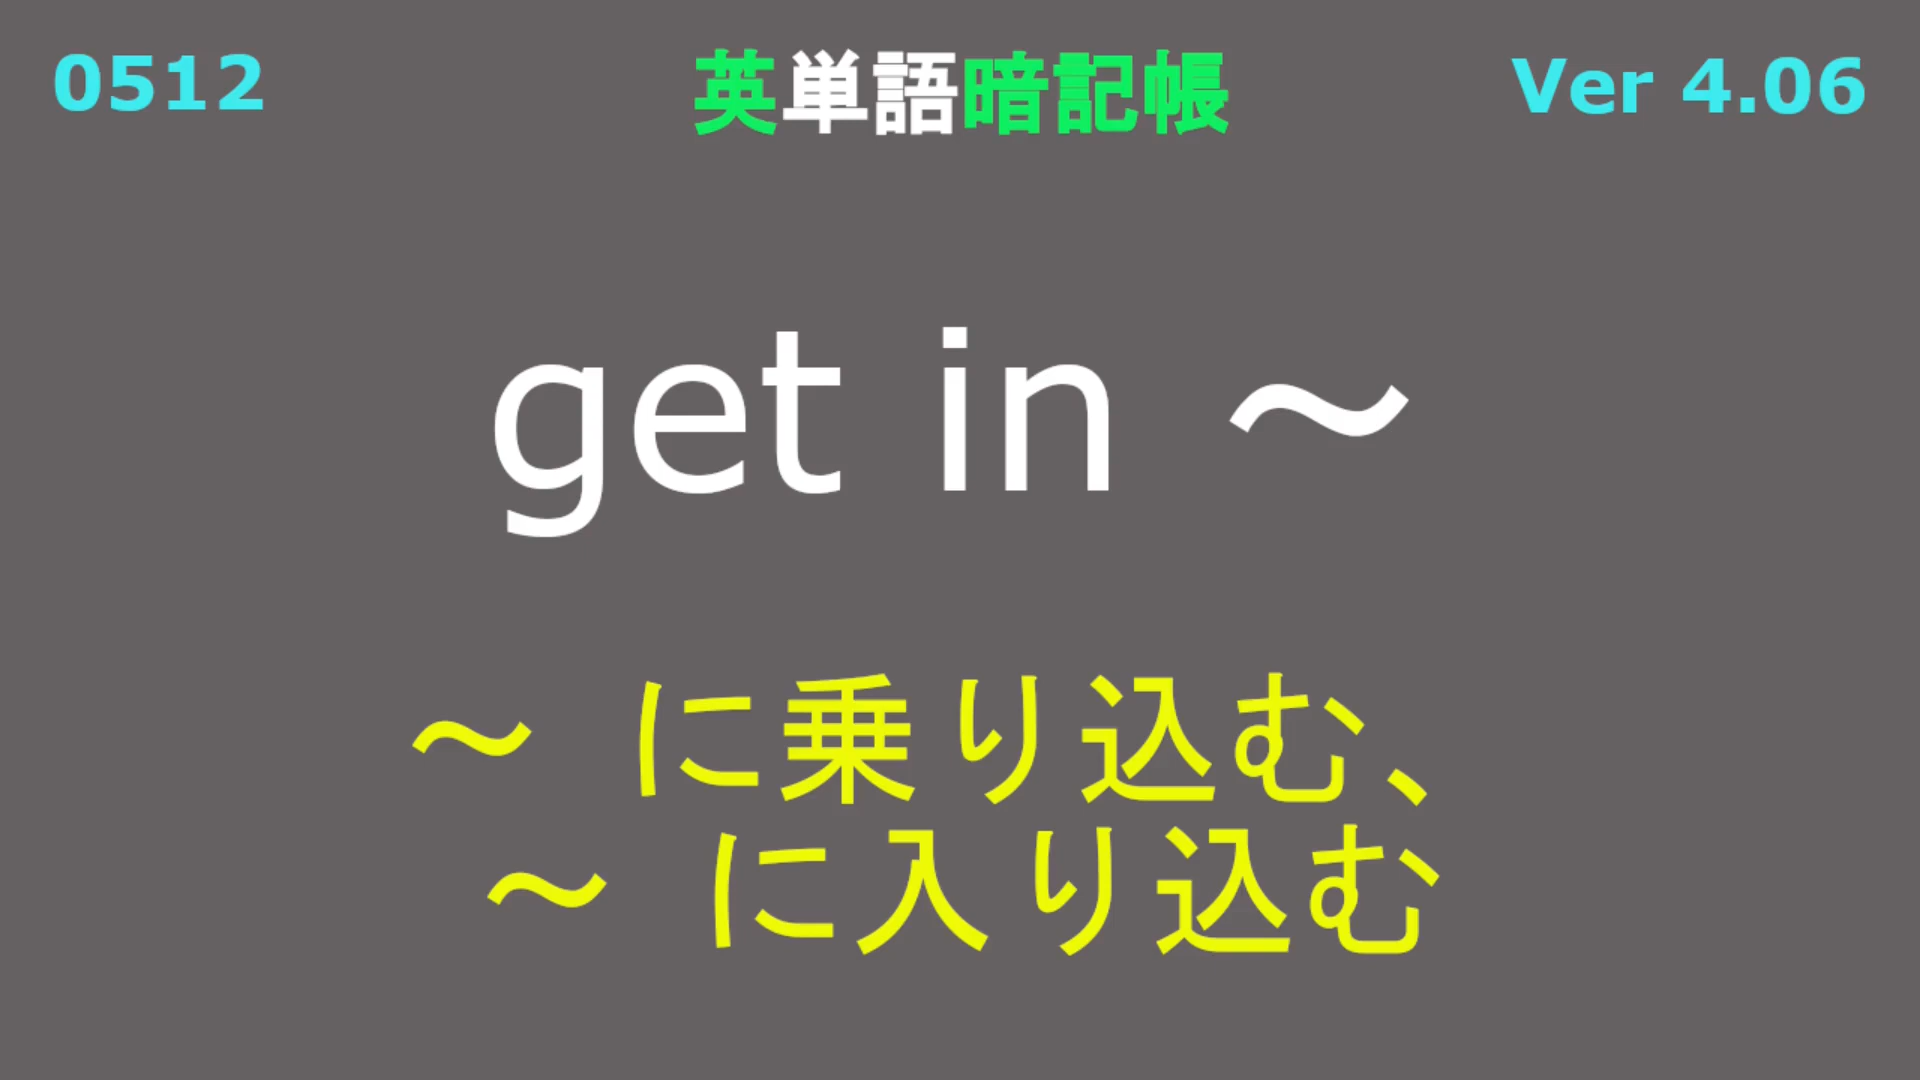 0512 英単語暗記帳 Ver 4.06
get in ~
~ に乗り込む、
~ に入り込む